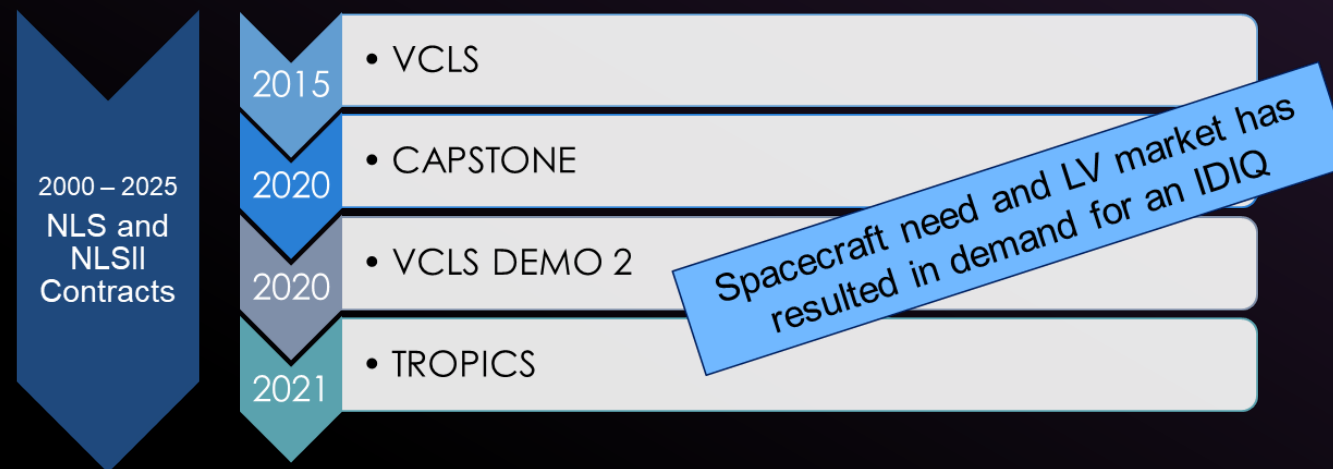 2000 – 2025
NLS and
NLSII
Contracts
2015
• VCLS
2020
• CAPSTONE
2020
• VCLS DEMO 2
2021
• TROPICS
Spacecraft need and LV market has
resulted in demand for an IDIQ